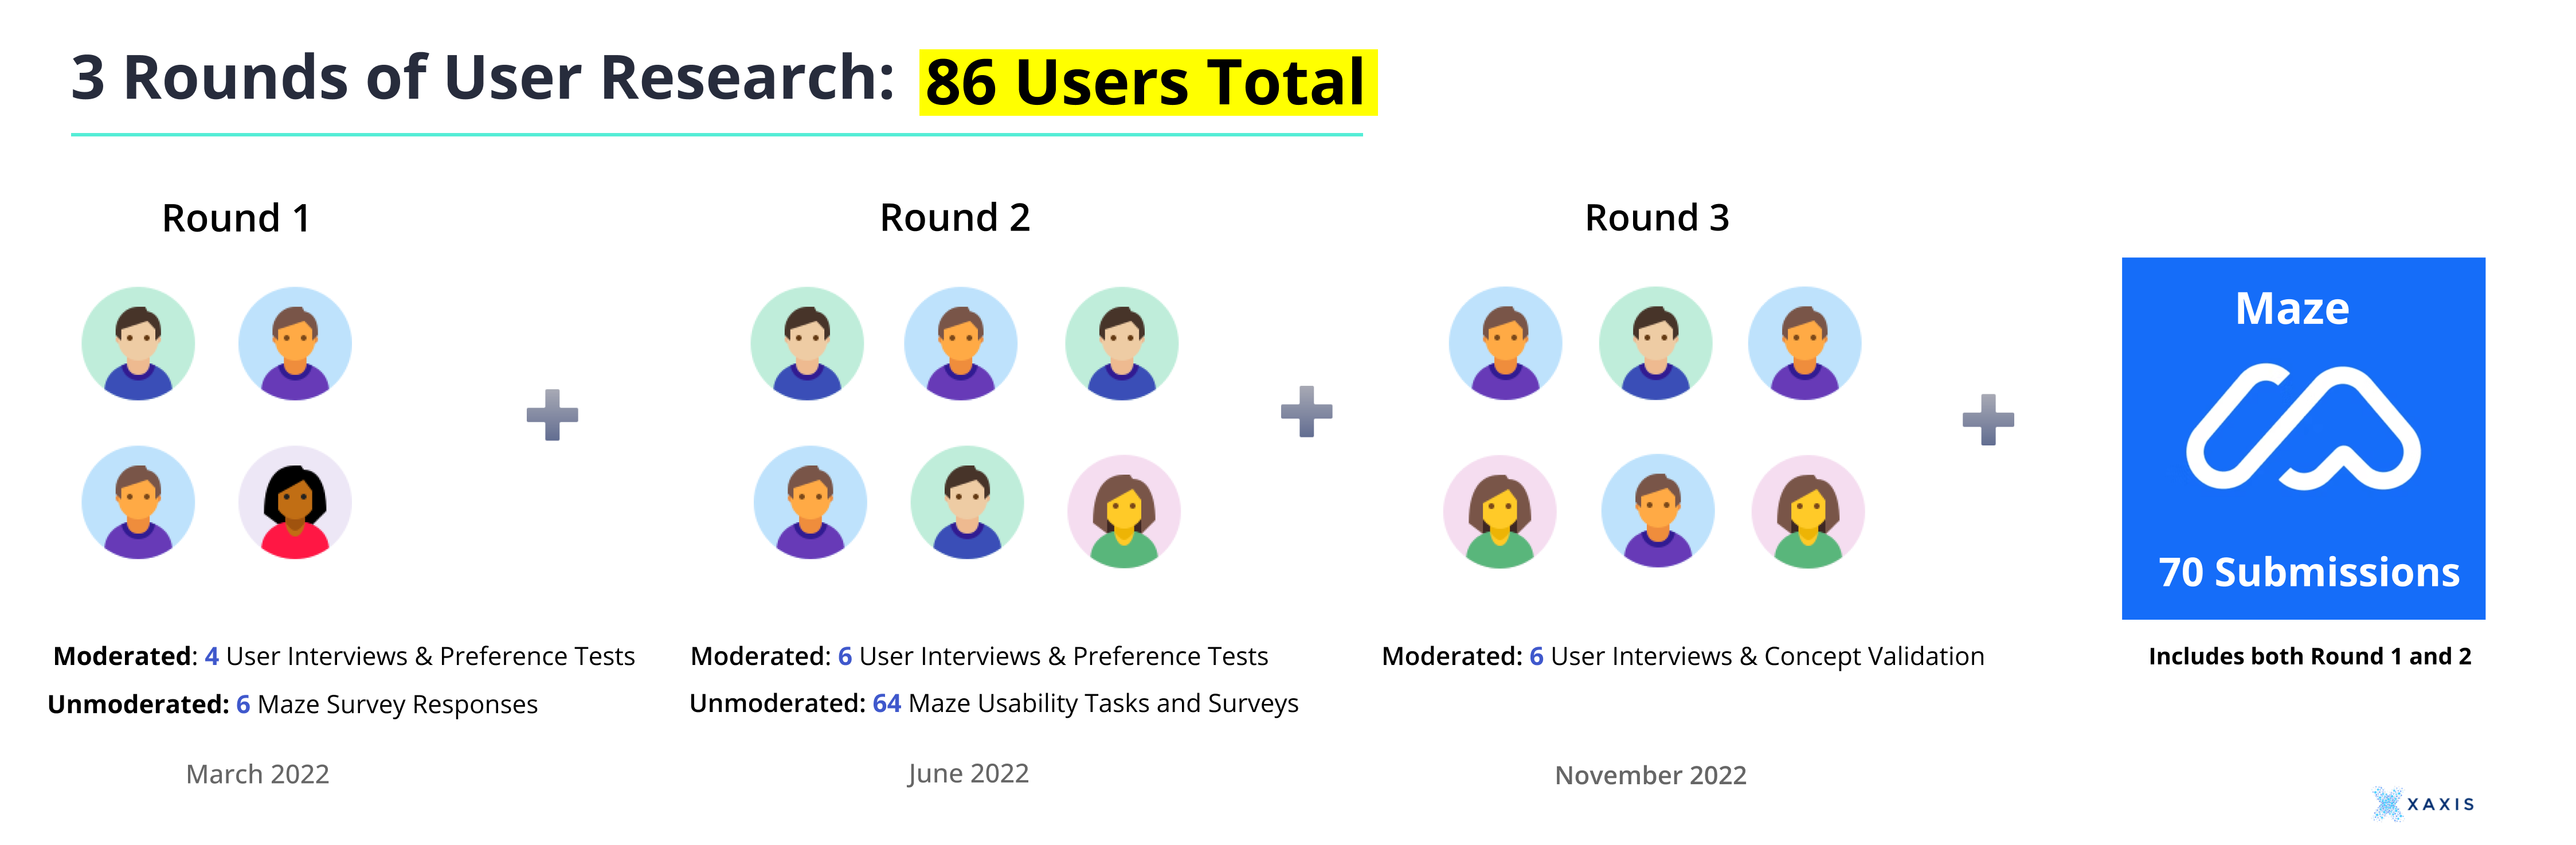 3 Rounds of User Research: 86 Users Total
Round 1
Moderated: 4 User Interviews & Preference Tests
Unmoderated: 6 Maze Survey Responses
March 2022
Round 2
Moderated: 6 User Interviews & Preference Tests
Unmoderated: 64 Maze Usability Tasks and Surveys
June 2022
Round 3
Moderated: 6 User Interviews & Concept Validation
November 2022
Maze
70 Submissions
Includes both Round 1 and 2
XAXIS